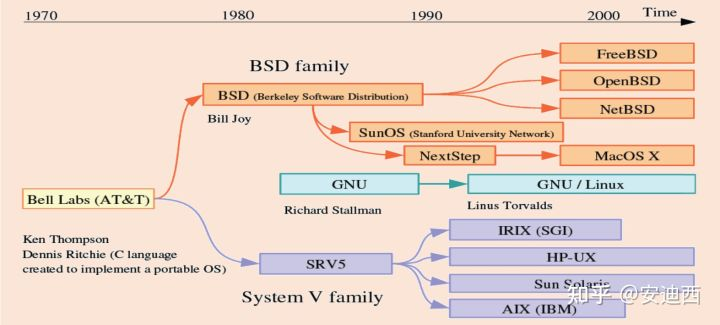 1970
1980
1990
2000
Time
BSD family
FreeBSD
OpenBSD
NetBSD
BSD (Berkeley Software Distribution)
Bill Joy
SunOS (Stanford University Network)
NextStep
MacOS X
GNU
GNU / Linux
Richard Stallman
Linus Torvalds
Bell Labs (AT&T)
Ken Thompson
Dennis Ritchie (C language
created to implement a portable OS)
SRV5
System V family
IRIX (SGI)
HP-UX
Sun Solaris
AIX (IBM)
知乎 @安迪西